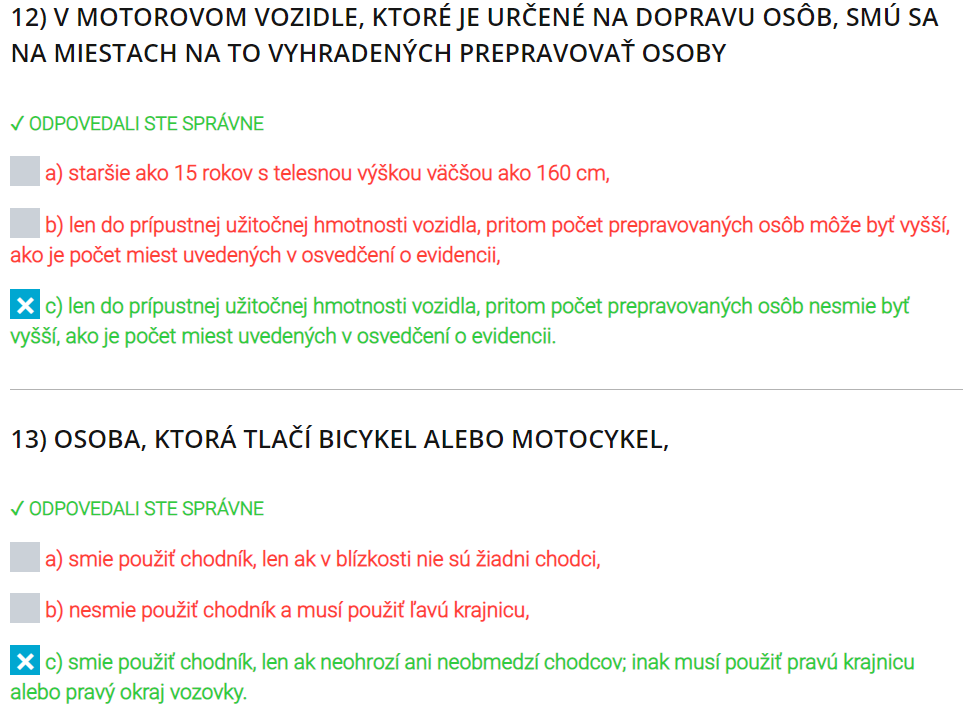 12) V MOTOROVOM VOZIDLE, KTORÉ JE URČENÉ NA DOPRAVU OSÔB, SMÚ SA
NA MIESTACH NA TO VYHRADENÝCH PREPRAVOVAŤ OSOBY
✓ ODPOVEDALI STE SPRÁVNE
a) staršie ako 15 rokov s telesnou výškou väčšou ako 160 cm,
b) len do prípustnej užitočnej hmotnosti vozidla, pritom počet prepravovaných osôb môže byť vyšší,
ako je počet miest uvedených v osvedčení o evidencii,
c) len do prípustnej užitočnej hmotnosti vozidla, pritom počet prepravovaných osôb nesmie byť
vyšší, ako je počet miest uvedených v osvedčení o evidencii.
13) OSOBA, KTORÁ TLAČÍ BICYKEL ALEBO MOTOCYKEL,
✓ ODPOVEDALI STE SPRÁVNE
a) smie použiť chodník, len ak v blízkosti nie sú žiadni chodci,
b) nesmie použiť chodník a musí použiť ľavú krajnicu,
c) smie použiť chodník, len ak neohrozí ani neobmedzí chodcov; inak musí použiť pravú krajnicu
alebo pravý okraj vozovky.